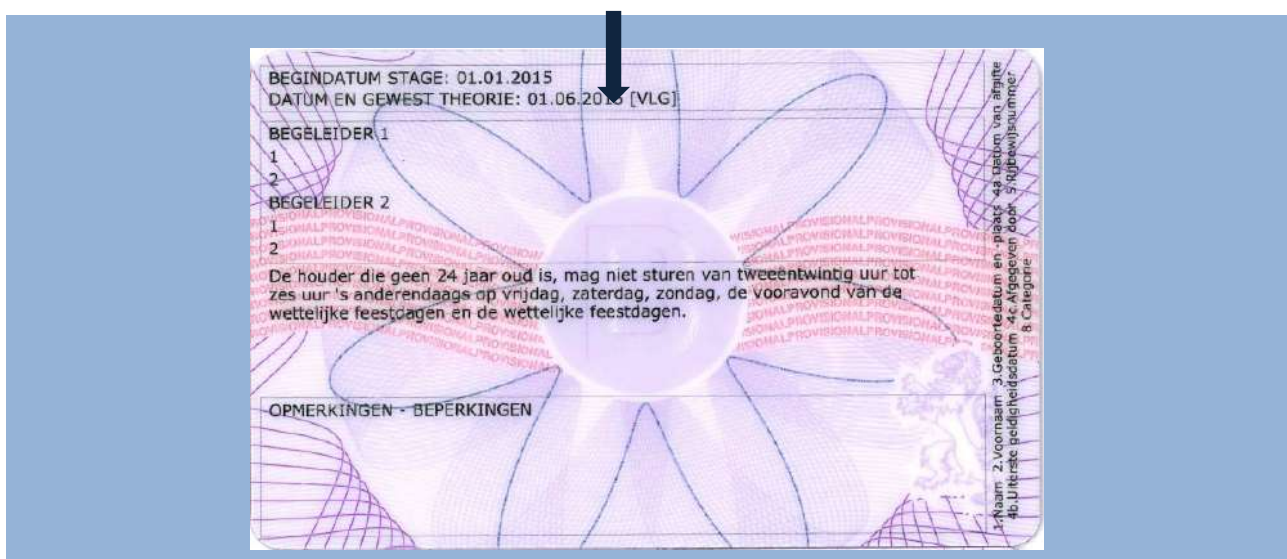 BEGINDATUM STAGE: 01.01.2015
DATUM EN GEWEST THEORIE: [VLG]
BEGELEIDER 1
1
2
BEGELEIDER 2
1
2
De houder die geen 24 jaar oud is, mag niet sturen van tweeentwintig uur tot
zes uur 's anderendaags op vrijdag, zaterdag, zondag, de vooravond van de
wettelijke feestdagen en de wettelijke feestdagen.
OPMERKINGEN - BEPERKINGEN
1.Naam 2.Voornaam 3.Geboortedatum en -plaats 4a.Datum van afgifte
4b.Uiterste geldigheidsdatum 4c.Afgegeven door 5.Rijbewijsnummer
8.Categorie